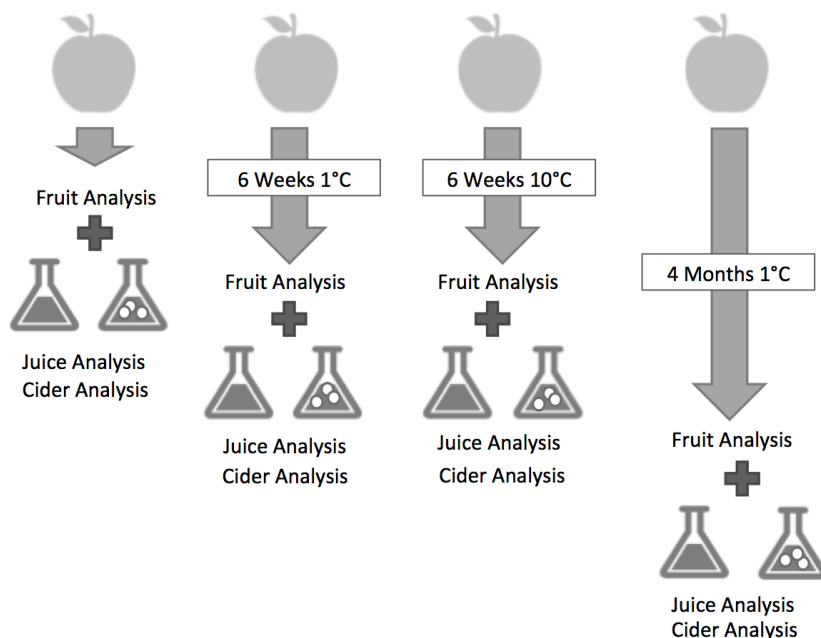 Fruit Analysis
Juice Analysis
Cider Analysis
6 Weeks 1°C
Fruit Analysis
Juice Analysis
Cider Analysis
6 Weeks 10°C
Fruit Analysis
Juice Analysis
Cider Analysis
4 Months 1°C
Fruit Analysis
Juice Analysis
Cider Analysis